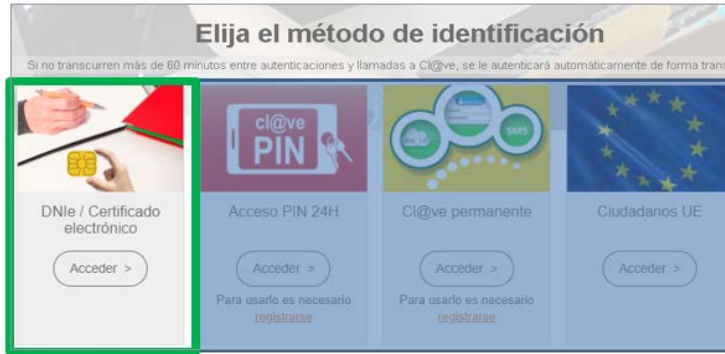 Elija el método de identificación
Si no transcurren más de 60 minutos entre autenticaciones y llamadas a Cl@ve, se le autenticará automáticamente de forma trans
cl@ve
PIN
SMS
DNIe / Certificado
electrónico
Acceder >
Acceso PIN 24H
Acceder >
Para usarlo es necesario
registrarse
Cl@ve permanente
Acceder >
Para usarlo es necesario
registrarse
Ciudadanos UE
Acceder >